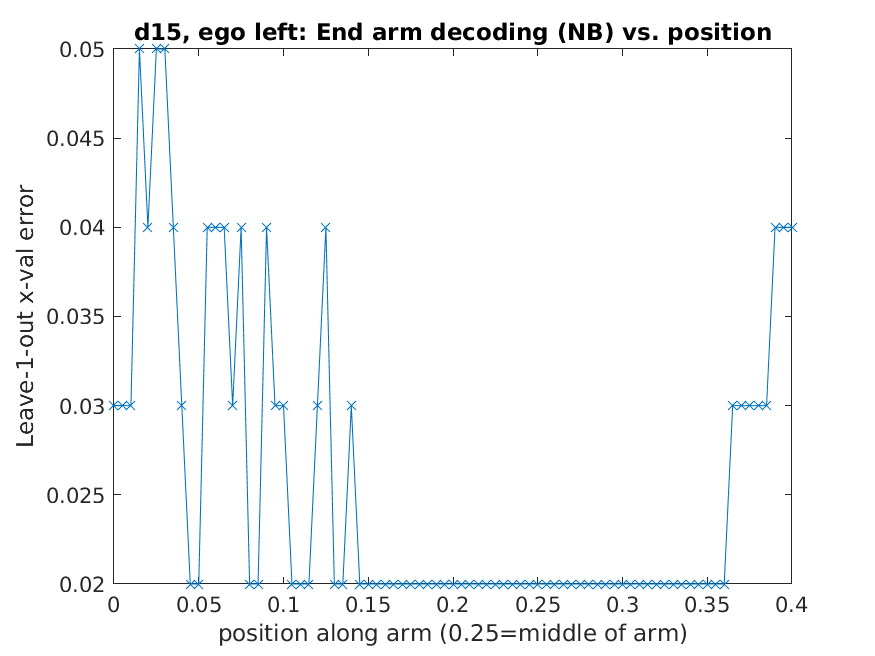 d15, ego left: End arm decoding (NB) vs. position
0.05
0.045
0.04
0.035
0.03
0.025
0.02
Leave-1-out x-val error
0 0.05 0.1 0.15 0.2 0.25 0.3 0.35 0.4
position along arm (0.25=middle of arm)